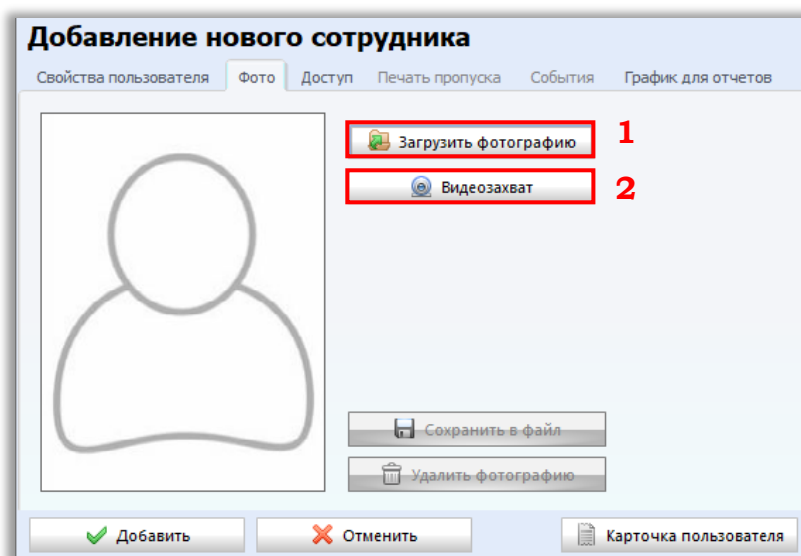 Добавление нового сотрудника
Свойства пользователя Фото Доступ Печать пропуска События График для отчетов
Загрузить фотографию 1
Видеозахват 2
Сохранить в файл
Удалить фотографию
Добавить Отменить Карточка пользователя